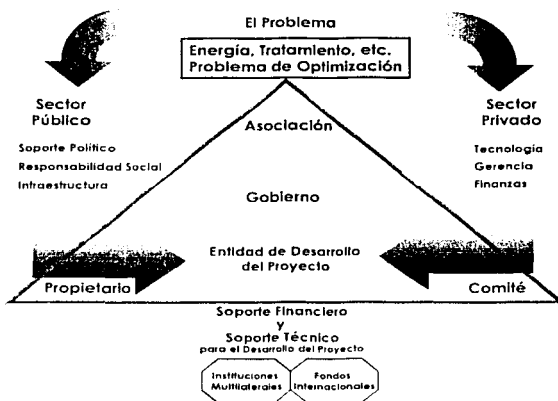 El Problema
Energía, Tratamiento, etc.
Problema de Optimización
Sector
Público
Soporte Político
Responsabilidad Social
Infraestructura
Sector
Privado
Tecnología
Gerencia
Finanzas
Asociación
Gobierno
Entidad de Desarrollo
del Proyecto
Propietario
Comité
Soporte Financiero
y
Soporte Técnico
para el Desarrollo del Proyecto
Instituciones
Multilaterales
Fondos
Internacionales